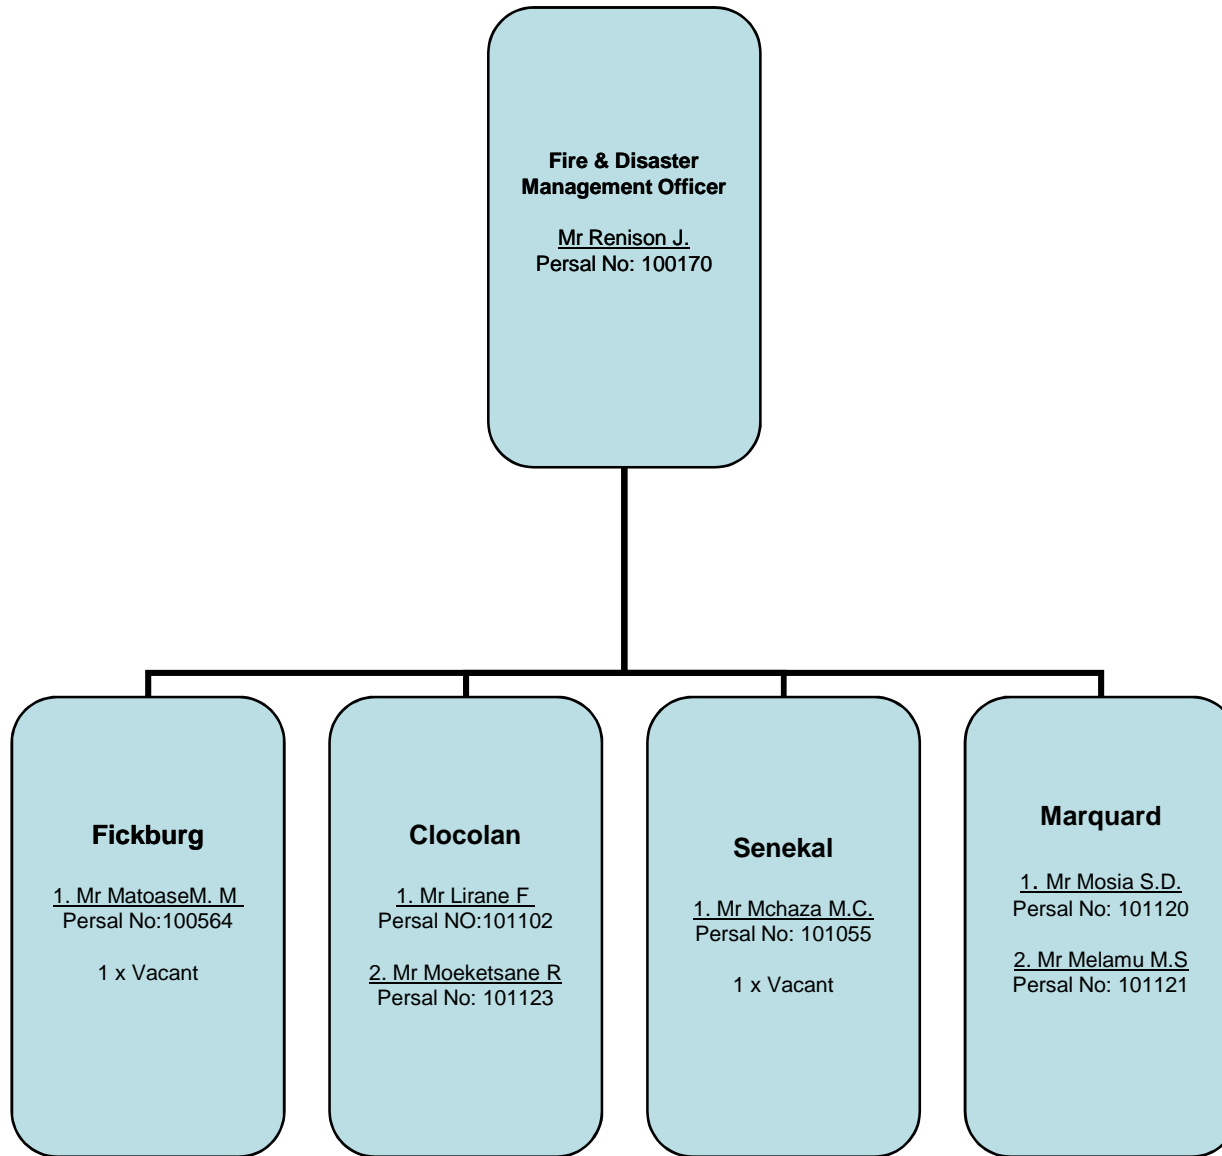 Fire & Disaster
Management Officer
Mr Renison J.
Persal No: 100170
Fickburg
1. Mr MatoaseM. M
Persal No:100564
1 x Vacant
Clocolan
1. Mr Lirane F
Persal NO:101102
2. Mr Moeketsane R
Persal No: 101123
Senekal
1. Mr Mchaza M.C.
Persal No: 101055
1 x Vacant
Marquard
1. Mr Mosia S.D.
Persal No: 101120
2. Mr Melamu M.S
Persal No: 101121